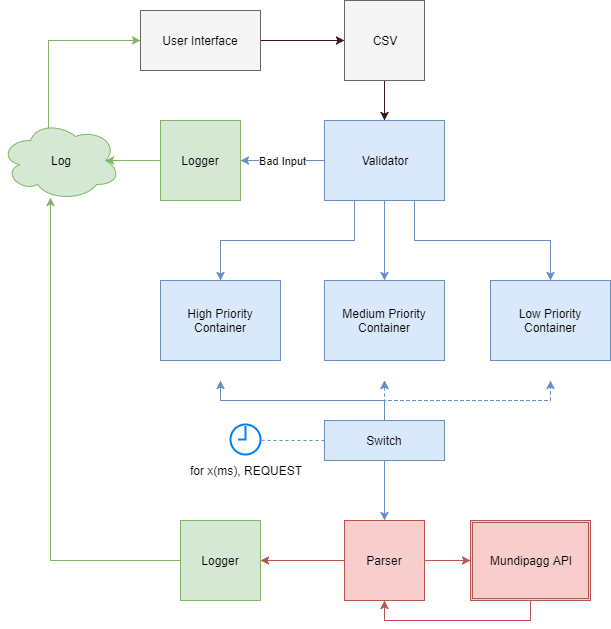 User Interface
CSV
Log
Logger
Bad Input
Validator
High Priority
Container
Medium Priority
Container
Low Priority
Container
Switch
for x(ms), REQUEST
Logger
Parser
Mundipagg API